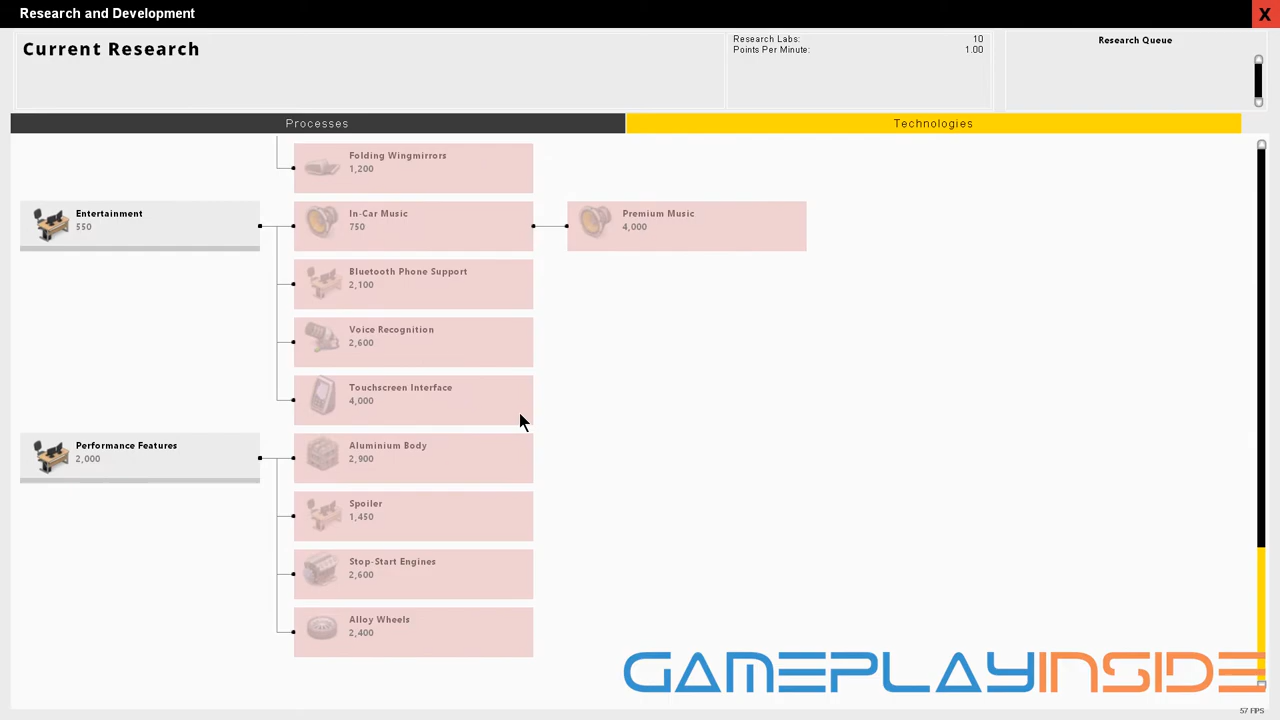 Research and Development
X
Current Research
Research Labs: 10
Points Per Minute: 1.00
Research Queue
Processes
Technologies
Folding Wingmirrors
1,200
Entertainment
550
In-Car Music
750
Premium Music
4,000
Bluetooth Phone Support
2,100
Voice Recognition
2,600
Touchscreen Interface
4,000
Performance Features
2,000
Aluminium Body
2,900
Spoiler
1,450
Stop-Start Engines
2,600
Alloy Wheels
2,400
GAMEPLAYINSIDE
57 FPS